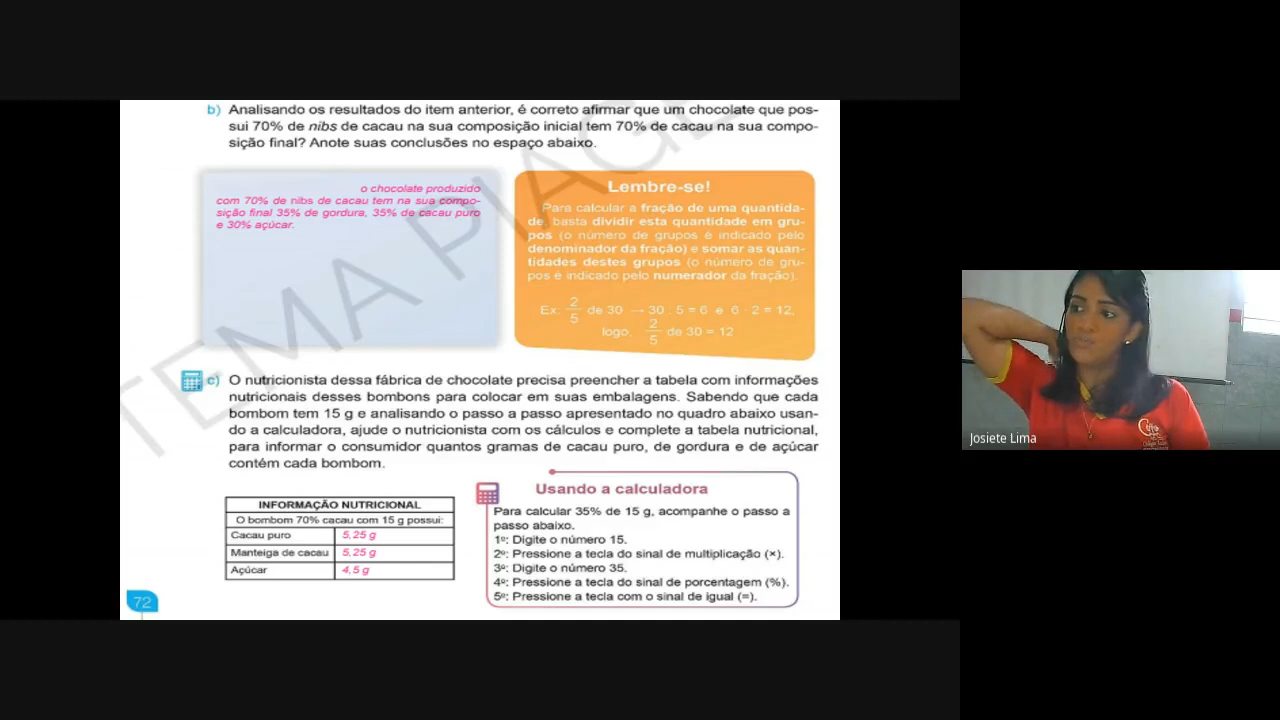 b) Analisando os resultados do item anterior, é correto afirmar que um chocolate que pos-
sui 70% de nibs de cacau na sua composição inicial tem 70% de cacau na sua compo-
sição final? Anote suas conclusões no espaço abaixo.
o chocolate produzido
com 70% de nibs de cacau tem na sua compo-
sição final 35% de gordura, 35% de cacau puro
e 30% açúcar.
Lembre-se!
Para calcular a fração de uma quantida-
de, basta dividir esta quantidade em gru-
pos (o número de grupos é indicado pelo
denominador da fração) e somar as quan-
tidades destes grupos (o número de gru-
pos é indicado pelo numerador da fração).
Ex: 2/5 de 30 → 30 : 5 = 6 e 6 · 2 = 12,
logo, 2/5 de 30 = 12
c) O nutricionista dessa fábrica de chocolate precisa preencher a tabela com informações
nutricionais desses bombons para colocar em suas embalagens. Sabendo que cada
bombom tem 15 g e analisando o passo a passo apresentado no quadro abaixo usan-
do a calculadora, ajude o nutricionista com os cálculos e complete a tabela nutricional,
para informar o consumidor quantos gramas de cacau puro, de gordura e de açúcar
contém cada bombom.
INFORMAÇÃO NUTRICIONAL
O bombom 70% cacau com 15 g possui:
Cacau puro 5,25 g
Manteiga de cacau 5,25 g
Açúcar 4,5 g
Usando a calculadora
Para calcular 35% de 15 g, acompanhe o passo a
passo abaixo.
1º: Digite o número 15.
2º: Pressione a tecla do sinal de multiplicação (×).
3º: Digite o número 35.
4º: Pressione a tecla do sinal de porcentagem (%).
5º: Pressione a tecla com o sinal de igual (=).
72
TEMA PIAGE
Josiete Lima